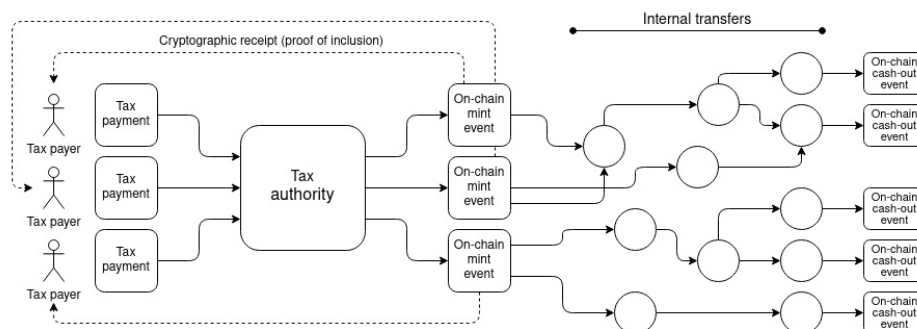 Internal transfers
Cryptographic receipt (proof of inclusion)
Tax payer
Tax
payment
Tax payer
Tax
payment
Tax payer
Tax
payment
Tax
authority
On-chain
mint
event
On-chain
mint
event
On-chain
mint
event
On-chain
cash-out
event
On-chain
cash-out
event
On-chain
cash-out
event
On-chain
cash-out
event
On-chain
cash-out
event